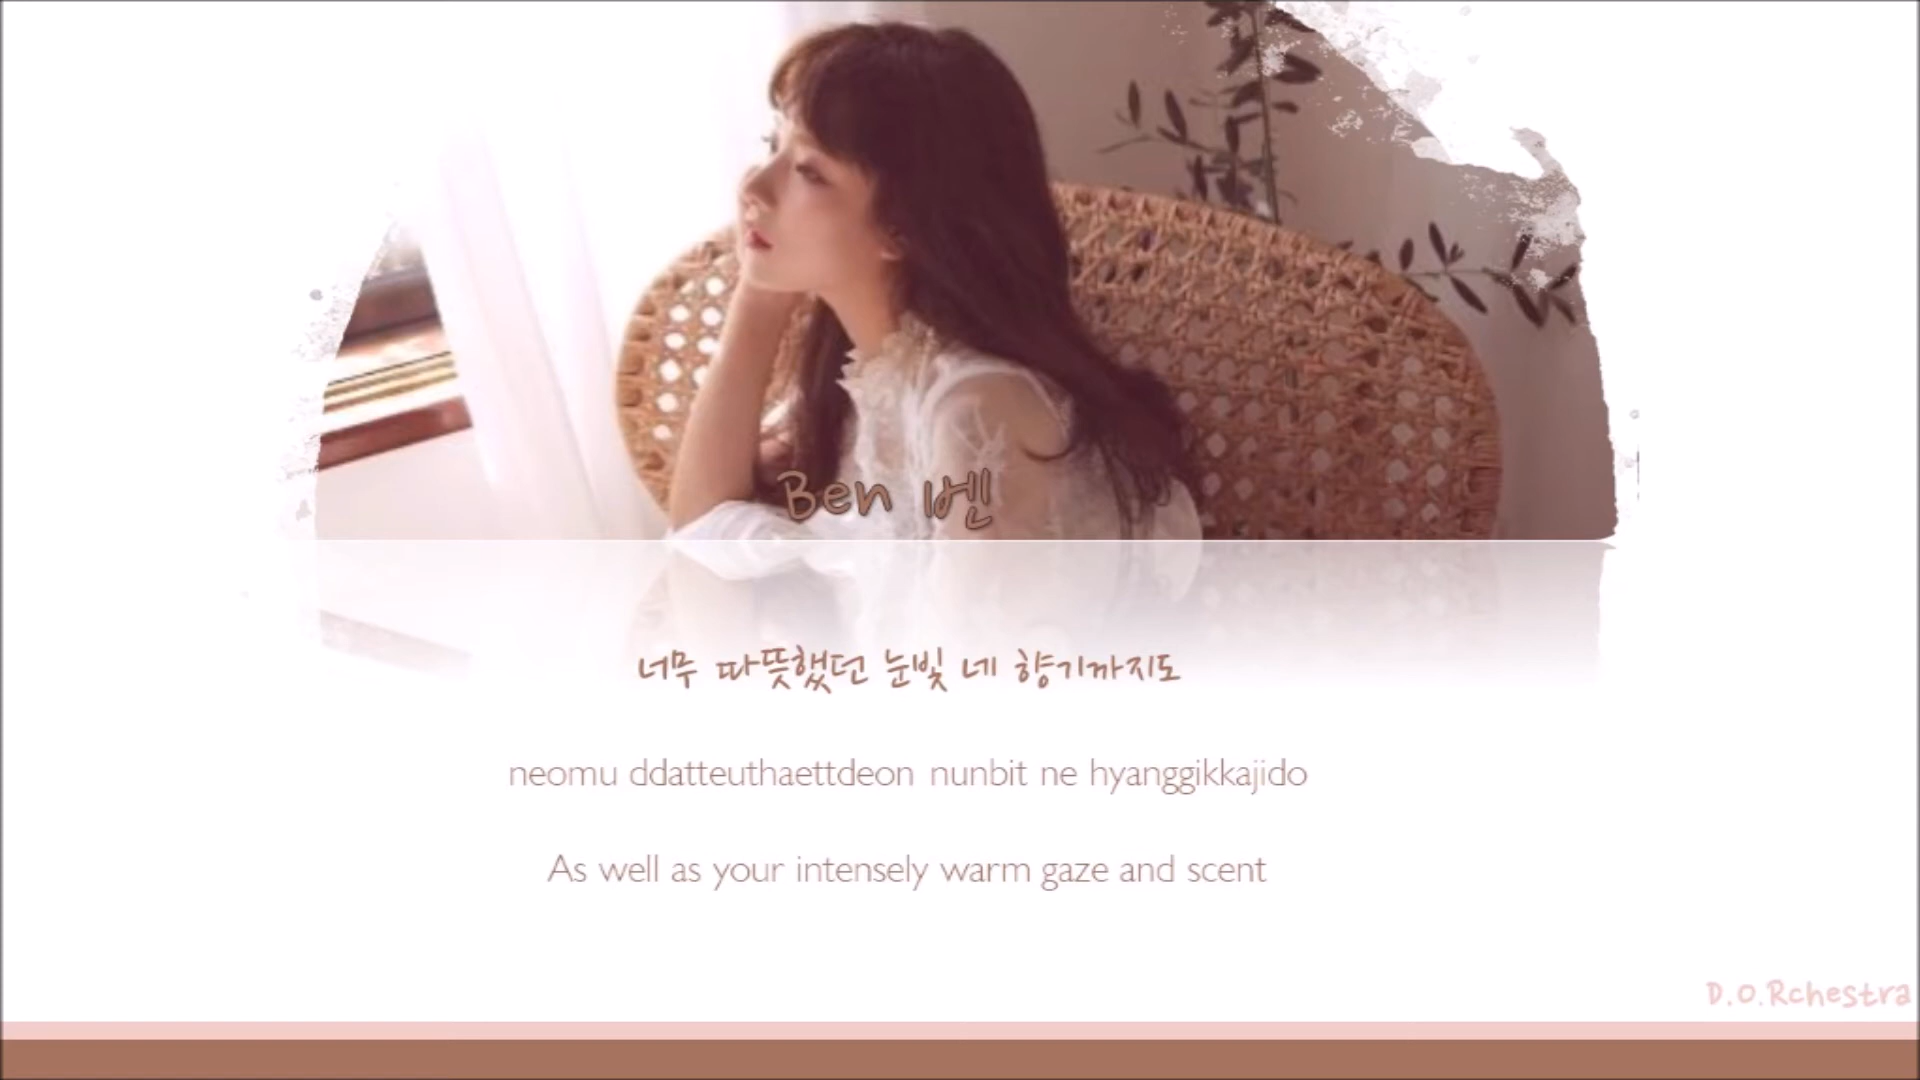 Ben 벤
너무 따뜻했던 눈빛 네 향기까지도
neomu ddatteuthaettdeon nunbit ne hyanggikkajido
As well as your intensely warm gaze and scent
D.O.Rchestra